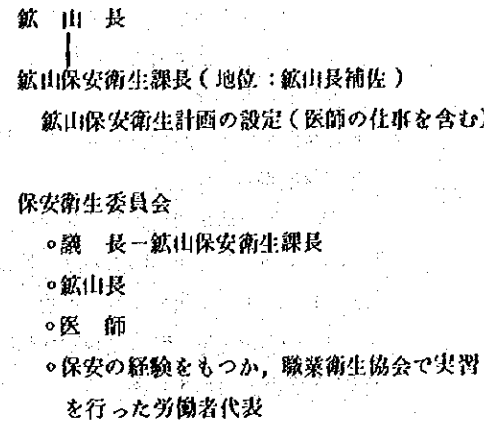 鉱　山　長
鉱山保安衛生課長（地位：鉱山長補佐）
鉱山保安衛生計画の設定（医師の仕事を含む）
保安衛生委員会
∘議　長－鉱山保安衛生課長
∘鉱山長
∘医　師
∘保安の経験をもつか，職業衛生協会で実習
を行った労働者代表